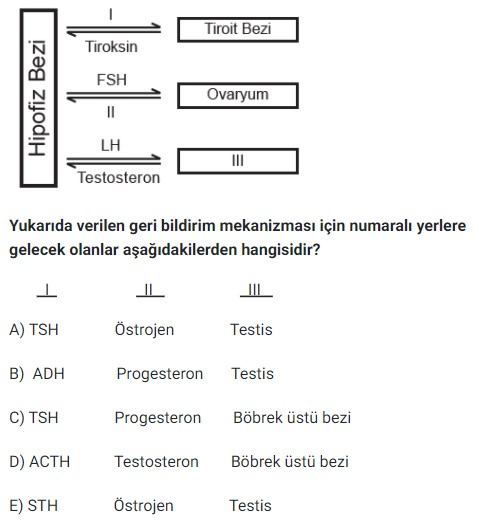 I
Tiroit Bezi
Tiroksin
Hipofiz Bezi
FSH
Ovaryum
II
LH
III
Testosteron
Yukarıda verilen geri bildirim mekanizması için numaralı yerlere
gelecek olanlar aşağıdakilerden hangisidir?
I II III
A) TSH Östrojen Testis
B) ADH Progesteron Testis
C) TSH Progesteron Böbrek üstü bezi
D) ACTH Testosteron Böbrek üstü bezi
E) STH Östrojen Testis